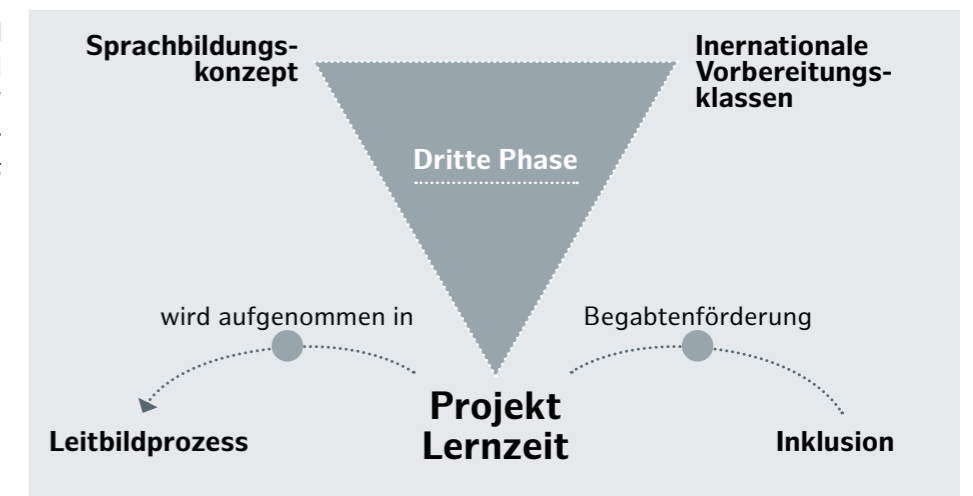 Sprachbildungs-
konzept
Inernationale
Vorbereitungs-
klassen
Dritte Phase
wird aufgenommen in
Begabtenförderung
Projekt
Lernzeit
Leitbildprozess
Inklusion